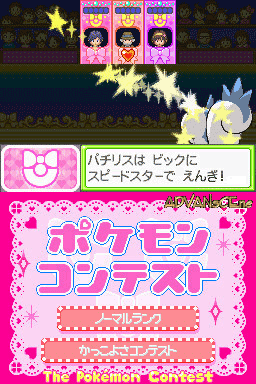 パチリスは ビックに
スピードスターで えんぎ!
ADVANsCEne
ポケモン
コンテスト
ノーマルランク
かっこよさコンテスト
The Pokémon Contest